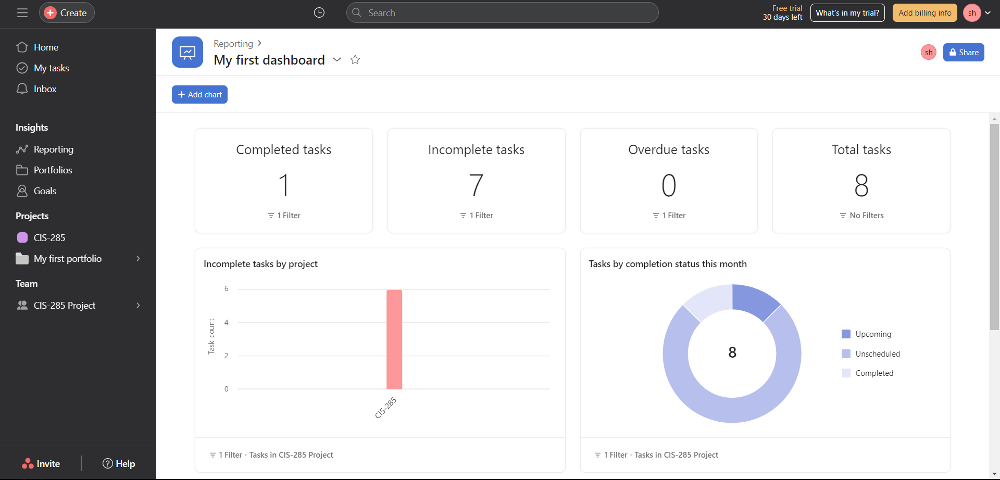 Create
Search
Free trial
30 days left
What's in my trial?
Add billing info
sh
Home
My tasks
Inbox
Insights
Reporting
Portfolios
Goals
Projects
CIS-285
My first portfolio
Team
CIS-285 Project
Invite
Help
Reporting
My first dashboard
sh
Share
Add chart
Completed tasks
1
1 Filter
Incomplete tasks
7
1 Filter
Overdue tasks
0
1 Filter
Total tasks
8
No Filters
Incomplete tasks by project
Task count
6
4
2
0
CIS-285
1 Filter · Tasks in CIS-285 Project
Tasks by completion status this month
8
Upcoming
Unscheduled
Completed
1 Filter · Tasks in CIS-285 Project